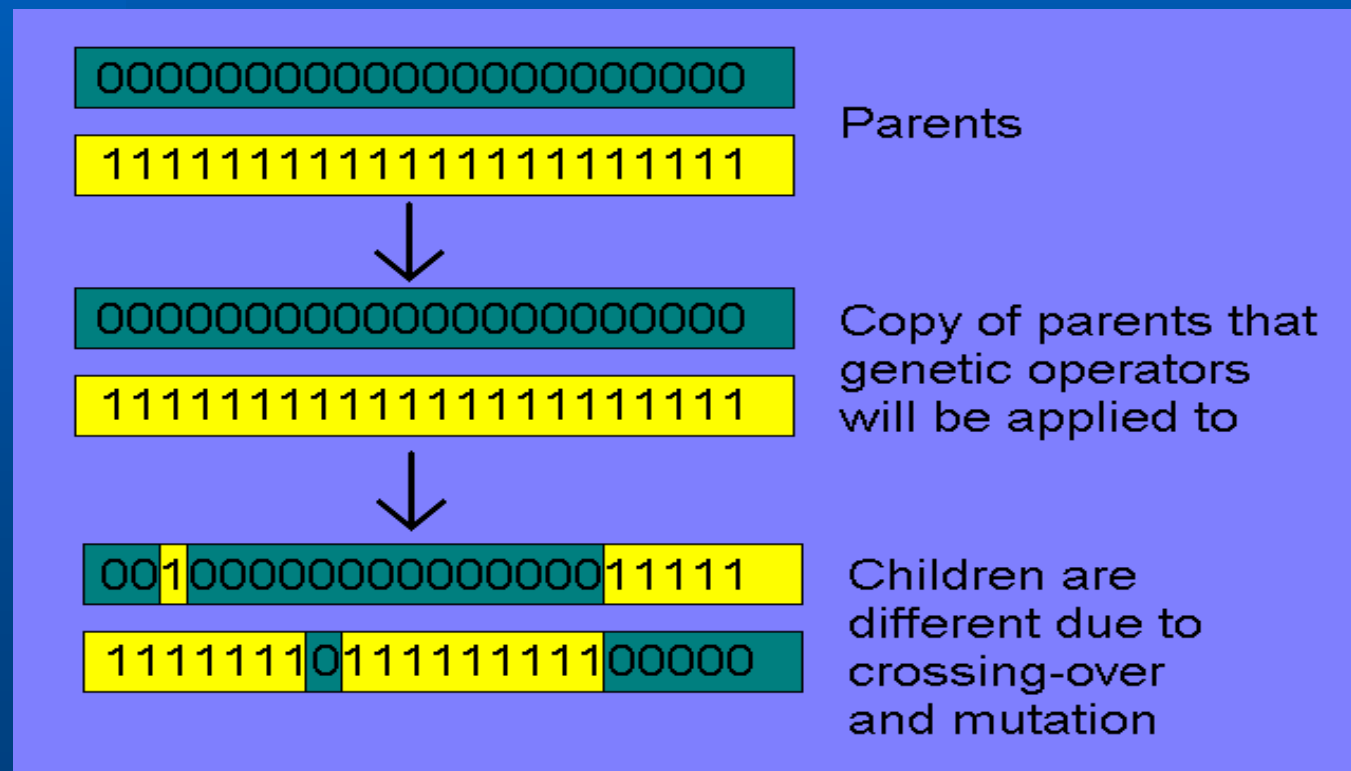 0000000000000000000000
1111111111111111111111
Parents
0000000000000000000000
1111111111111111111111
Copy of parents that
genetic operators
will be applied to
0010000000000000011111
1111111011111111100000
Children are
different due to
crossing-over
and mutation